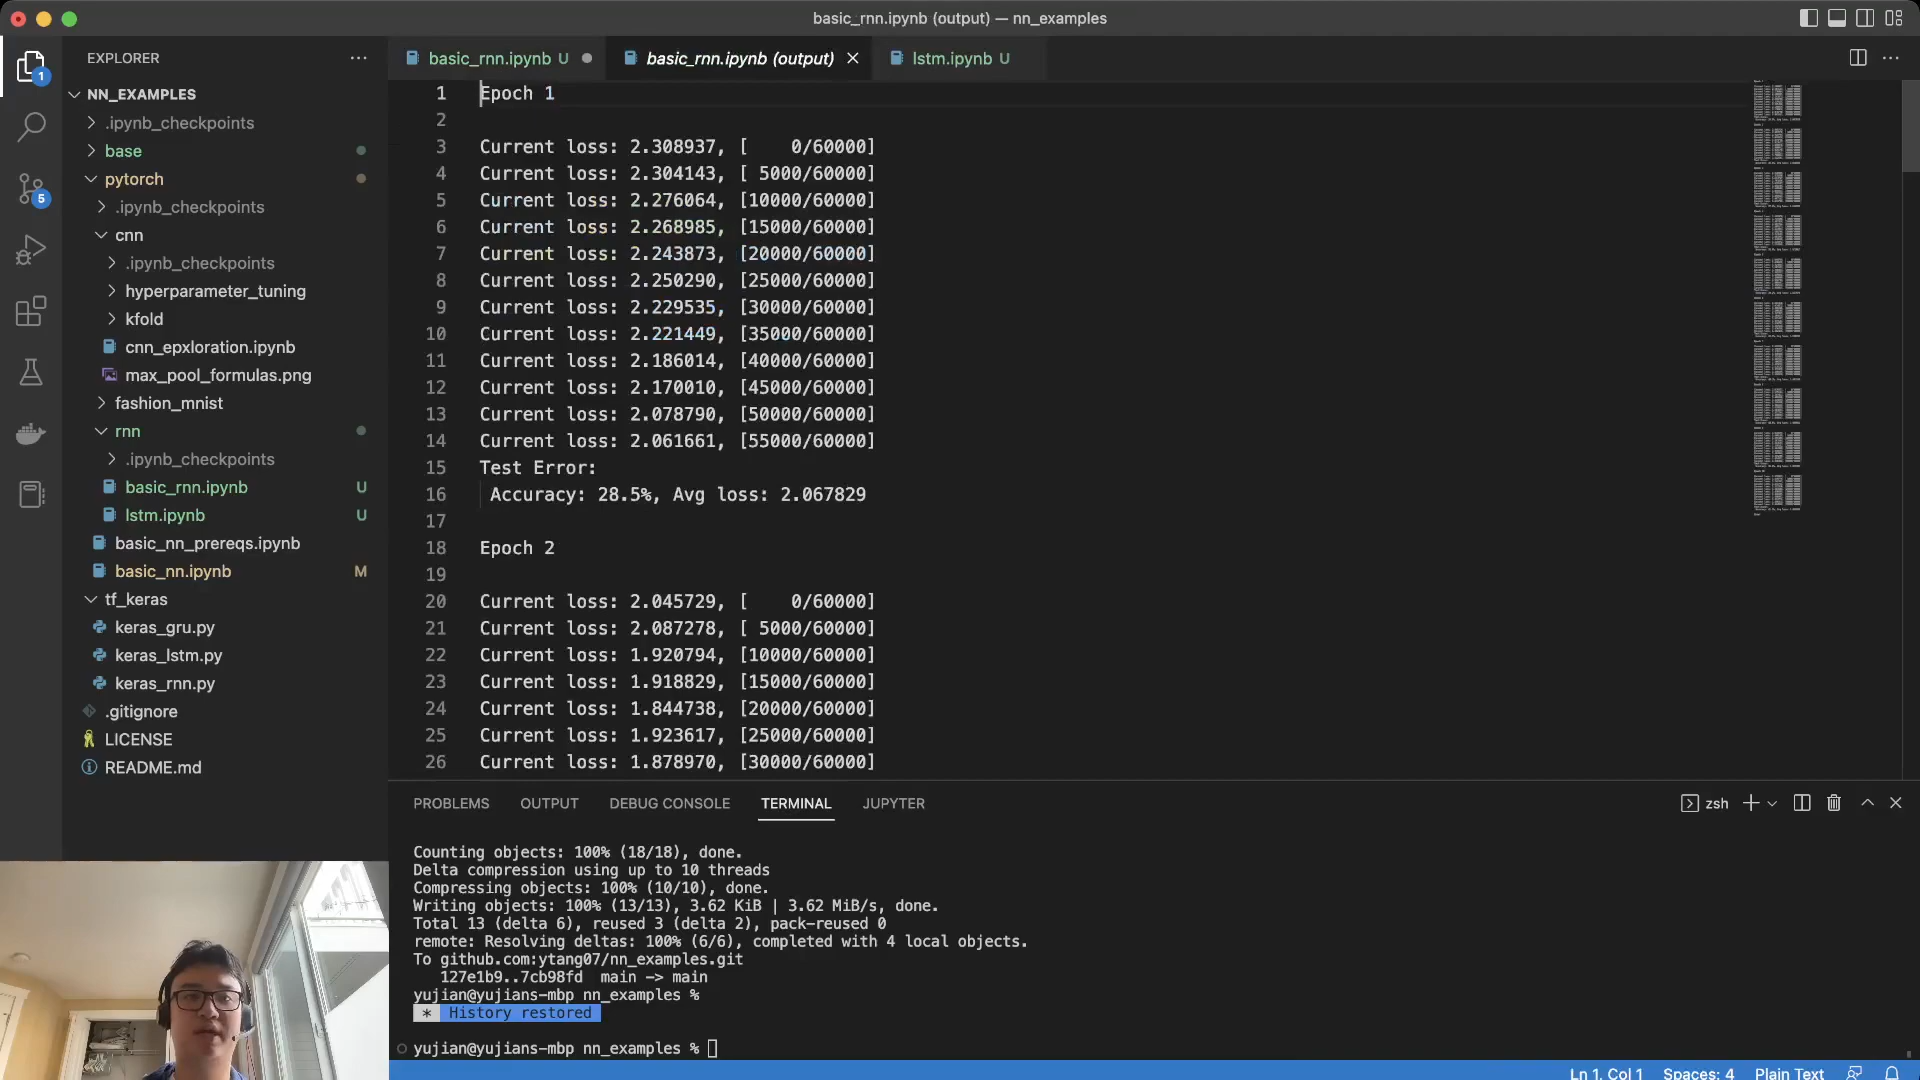 basic_rnn.ipynb (output) — nn_examples
EXPLORER
basic_rnn.ipynb U
basic_rnn.ipynb (output)
lstm.ipynb U
1
5
NN_EXAMPLES
.ipynb_checkpoints
base
pytorch
.ipynb_checkpoints
cnn
.ipynb_checkpoints
hyperparameter_tuning
kfold
cnn_epxloration.ipynb
max_pool_formulas.png
fashion_mnist
rnn
.ipynb_checkpoints
basic_rnn.ipynb U
lstm.ipynb U
basic_nn_prereqs.ipynb
basic_nn.ipynb M
tf_keras
keras_gru.py
keras_lstm.py
keras_rnn.py
.gitignore
LICENSE
README.md
1 Epoch 1
2
3 Current loss: 2.308937, [    0/60000]
4 Current loss: 2.304143, [ 5000/60000]
5 Current loss: 2.276064, [10000/60000]
6 Current loss: 2.268985, [15000/60000]
7 Current loss: 2.243873, [20000/60000]
8 Current loss: 2.250290, [25000/60000]
9 Current loss: 2.229535, [30000/60000]
10 Current loss: 2.221449, [35000/60000]
11 Current loss: 2.186014, [40000/60000]
12 Current loss: 2.170010, [45000/60000]
13 Current loss: 2.078790, [50000/60000]
14 Current loss: 2.061661, [55000/60000]
15 Test Error:
16 Accuracy: 28.5%, Avg loss: 2.067829
17
18 Epoch 2
19
20 Current loss: 2.045729, [    0/60000]
21 Current loss: 2.087278, [ 5000/60000]
22 Current loss: 1.920794, [10000/60000]
23 Current loss: 1.918829, [15000/60000]
24 Current loss: 1.844738, [20000/60000]
25 Current loss: 1.923617, [25000/60000]
26 Current loss: 1.878970, [30000/60000]
PROBLEMS OUTPUT DEBUG CONSOLE TERMINAL JUPYTER
zsh
Counting objects: 100% (18/18), done.
Delta compression using up to 10 threads
Compressing objects: 100% (10/10), done.
Writing objects: 100% (13/13), 3.62 KiB | 3.62 MiB/s, done.
Total 13 (delta 6), reused 3 (delta 2), pack-reused 0
remote: Resolving deltas: 100% (6/6), completed with 4 local objects.
To github.com:ytang07/nn_examples.git
127e1b9..7cb98fd  main -> main
yujian@yujians-mbp nn_examples %
* History restored
yujian@yujians-mbp nn_examples %
Ln 1, Col 1 Spaces: 4 Plain Text